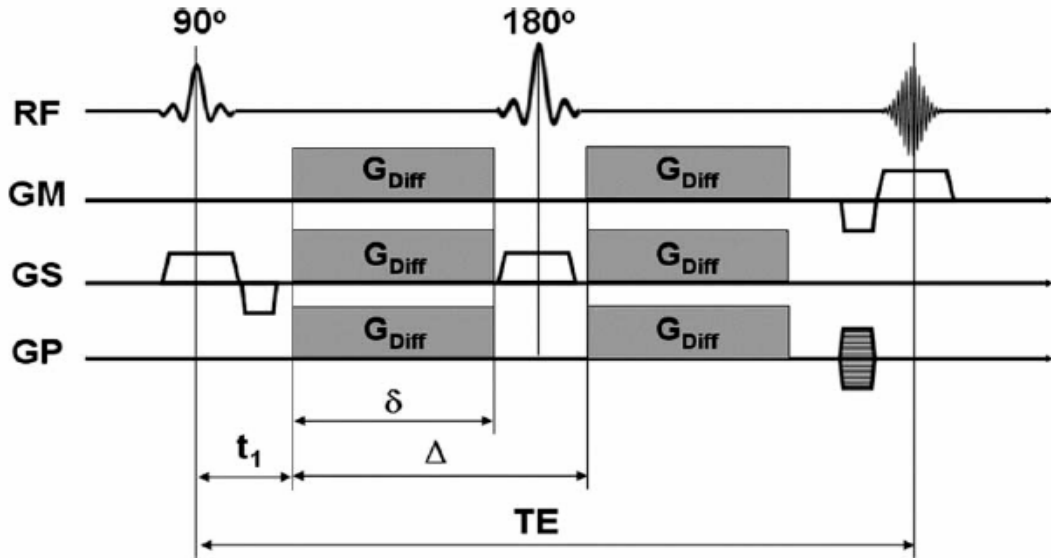 90º 180º
RF
GM G_Diff G_Diff
GS G_Diff G_Diff
GP G_Diff G_Diff
δ
t₁ Δ
TE